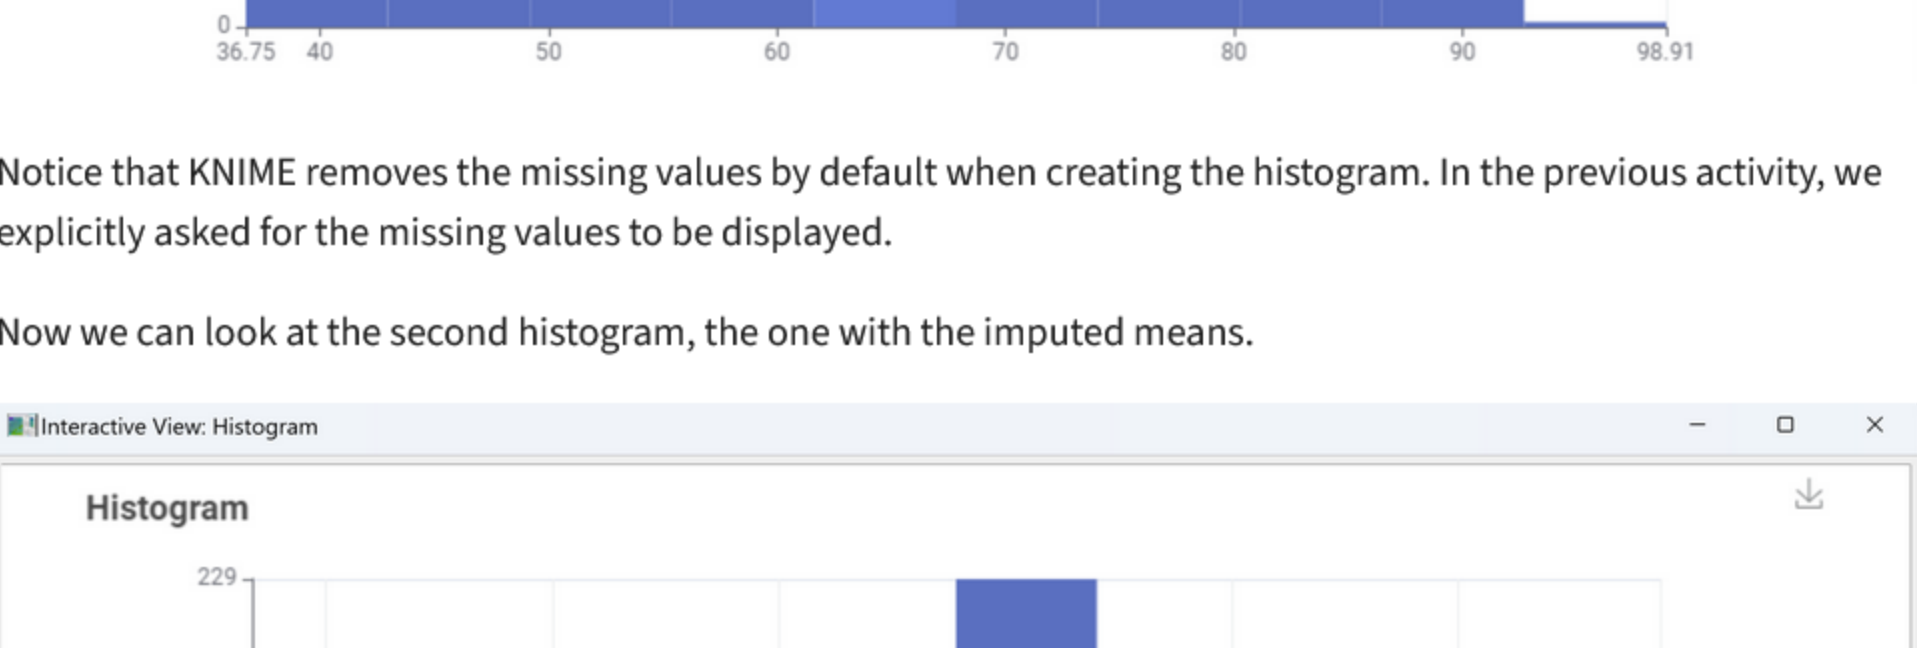 0
36.75 40 50 60 70 80 90 98.91
Notice that KNIME removes the missing values by default when creating the histogram. In the previous activity, we
explicitly asked for the missing values to be displayed.
Now we can look at the second histogram, the one with the imputed means.
Interactive View: Histogram
Histogram
229